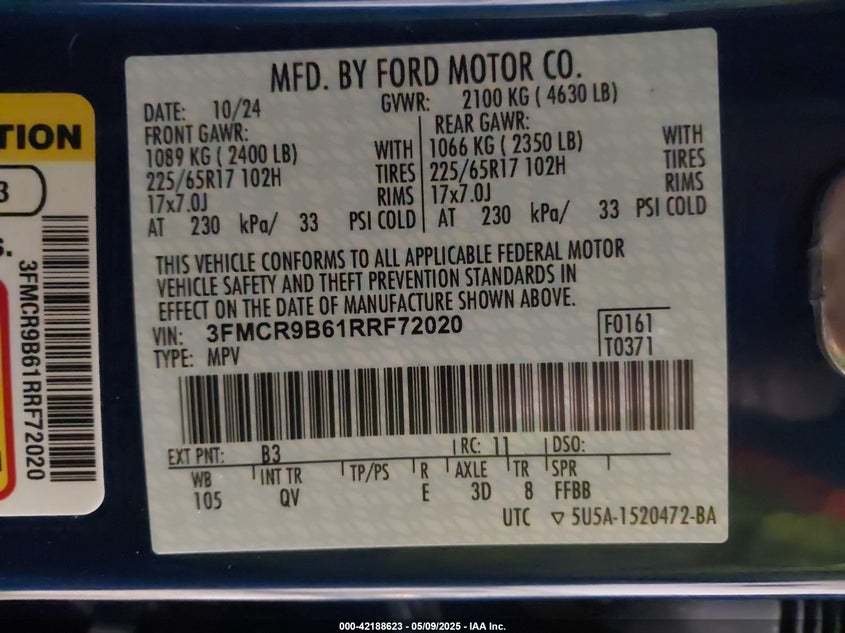 MFD. BY FORD MOTOR CO.
DATE: 10/24 GVWR: 2100 KG ( 4630 LB)
FRONT GAWR: REAR GAWR:
1089 KG ( 2400 LB) WITH 1066 KG ( 2350 LB) WITH
225/65R17 102H TIRES 225/65R17 102H TIRES
17x7.0J RIMS 17x7.0J RIMS
AT 230 kPa/ 33 PSI COLD AT 230 kPa/ 33 PSI COLD
THIS VEHICLE CONFORMS TO ALL APPLICABLE FEDERAL MOTOR
VEHICLE SAFETY AND THEFT PREVENTION STANDARDS IN
EFFECT ON THE DATE OF MANUFACTURE SHOWN ABOVE.
VIN: 3FMCR9B61RRF72020 F0161
TYPE: MPV T0371
EXT PNT: B3 RC: 11 DSO:
WB INT TR TP/PS R AXLE TR SPR
105 QV E 3D 8 FFBB
UTC ▽ 5U5A-1520472-BA
TION
3
S.
3FMCR9B61RRF72020
000-42188623 - 05/09/2025 - IAA Inc.